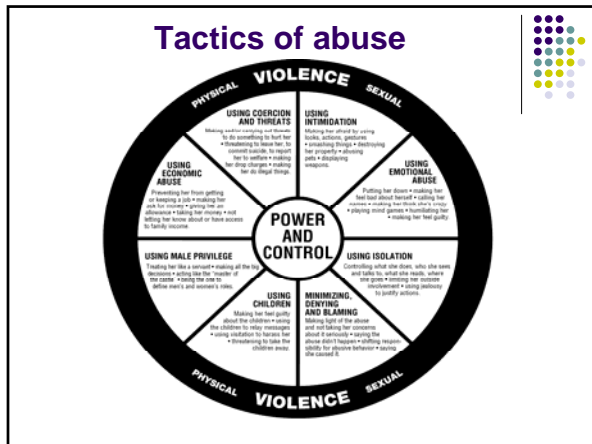 Tactics of abuse
PHYSICAL VIOLENCE SEXUAL
USING COERCION
AND THREATS
Making and/or carrying out threats
to do something to hurt her
• threatening to leave her, to
commit suicide, to report
her to welfare • making
her drop charges • making
her do illegal things.
USING
INTIMIDATION
Making her afraid by using
looks, actions, gestures
• smashing things • destroying
her property • abusing
pets • displaying
weapons.
USING
ECONOMIC
ABUSE
Preventing her from getting
or keeping a job • making her
ask for money • giving her an
allowance • taking her money • not
letting her know about or have access
to family income.
USING
EMOTIONAL
ABUSE
Putting her down • making her
feel bad about herself • calling her
names • making her think she's crazy
• playing mind games • humiliating her
• making her feel guilty.
POWER
AND
CONTROL
USING MALE PRIVILEGE
Treating her like a servant • making all the big
decisions • acting like the "master of
the castle" • being the one to
define men's and women's roles.
USING ISOLATION
Controlling what she does, who she sees
and talks to, what she reads, where
she goes • limiting her outside
involvement • using jealousy
to justify actions.
USING
CHILDREN
Making her feel guilty
about the children • using
the children to relay messages
• using visitation to harass her
• threatening to take the
children away.
MINIMIZING,
DENYING
AND BLAMING
Making light of the abuse
and not taking her concerns
about it seriously • saying the
abuse didn't happen • shifting respon-
sibility for abusive behavior • saying
she caused it.
PHYSICAL VIOLENCE SEXUAL